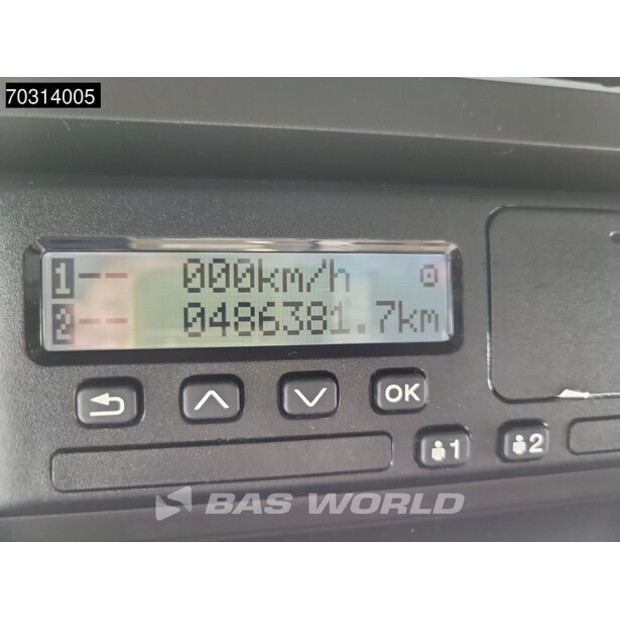 70314005
1-- 000km/h
2-- 0486381.7km
OK
1 2
BAS WORLD